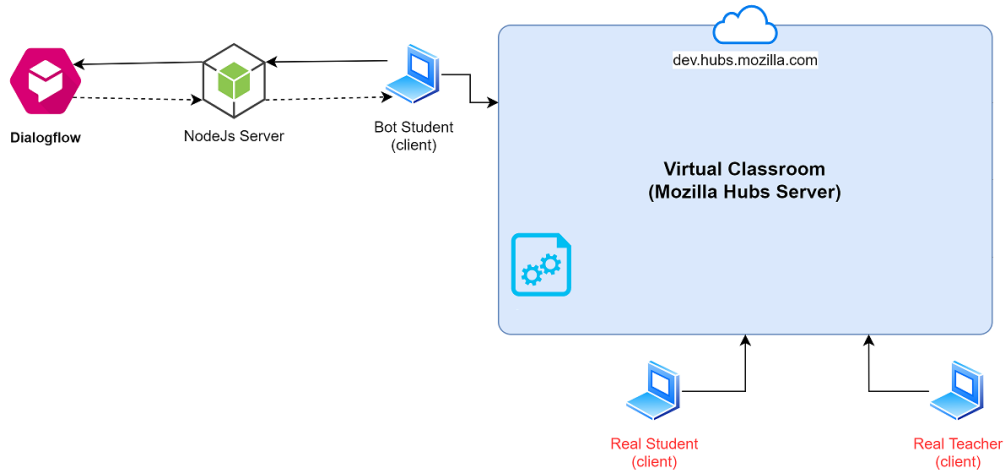 dev.hubs.mozilla.com
Dialogflow
NodeJs Server
Bot Student
(client)
Virtual Classroom
(Mozilla Hubs Server)
Real Student
(client)
Real Teacher
(client)